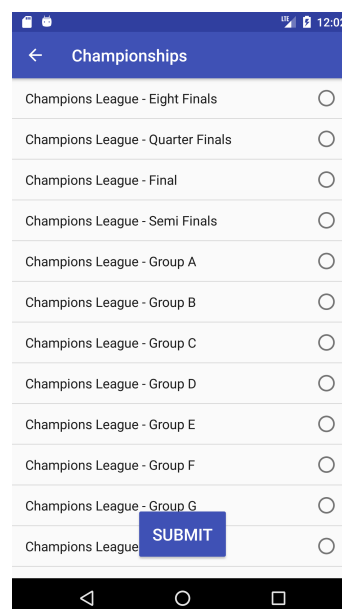 LTE 12:02
Championships
Champions League - Eight Finals
Champions League - Quarter Finals
Champions League - Final
Champions League - Semi Finals
Champions League - Group A
Champions League - Group B
Champions League - Group C
Champions League - Group D
Champions League - Group E
Champions League - Group F
Champions League - Group G
Champions League
SUBMIT